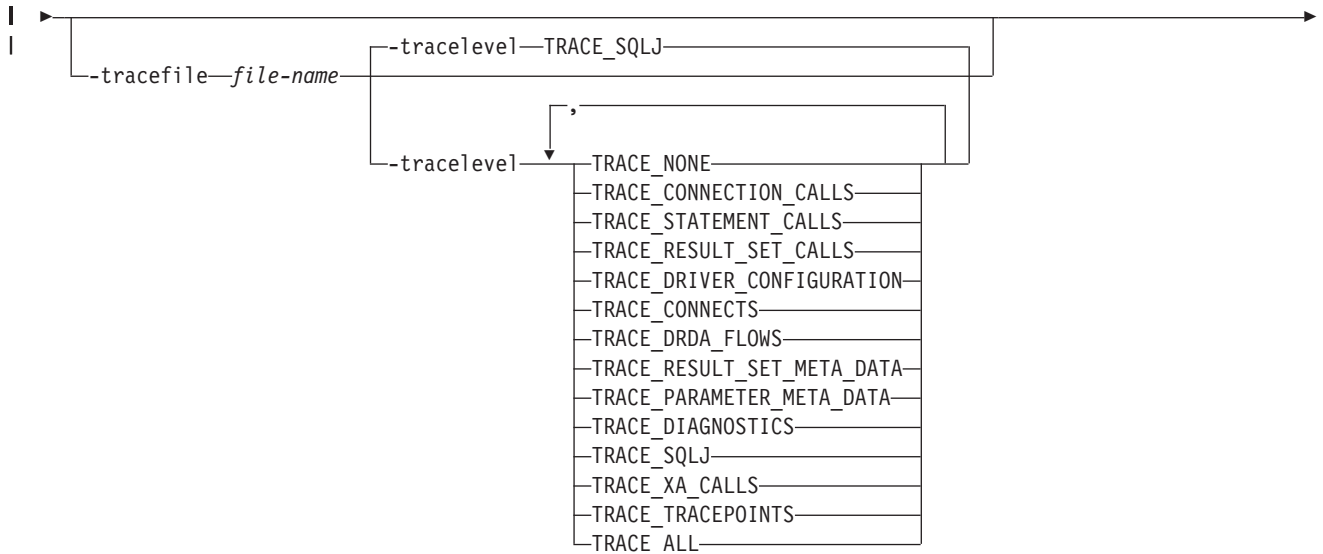 -tracelevel TRACE_SQLJ
-tracefile file-name
,
-tracelevel TRACE_NONE
TRACE_CONNECTION_CALLS
TRACE_STATEMENT_CALLS
TRACE_RESULT_SET_CALLS
TRACE_DRIVER_CONFIGURATION
TRACE_CONNECTS
TRACE_DRDA_FLOWS
TRACE_RESULT_SET_META_DATA
TRACE_PARAMETER_META_DATA
TRACE_DIAGNOSTICS
TRACE_SQLJ
TRACE_XA_CALLS
TRACE_TRACEPOINTS
TRACE_ALL